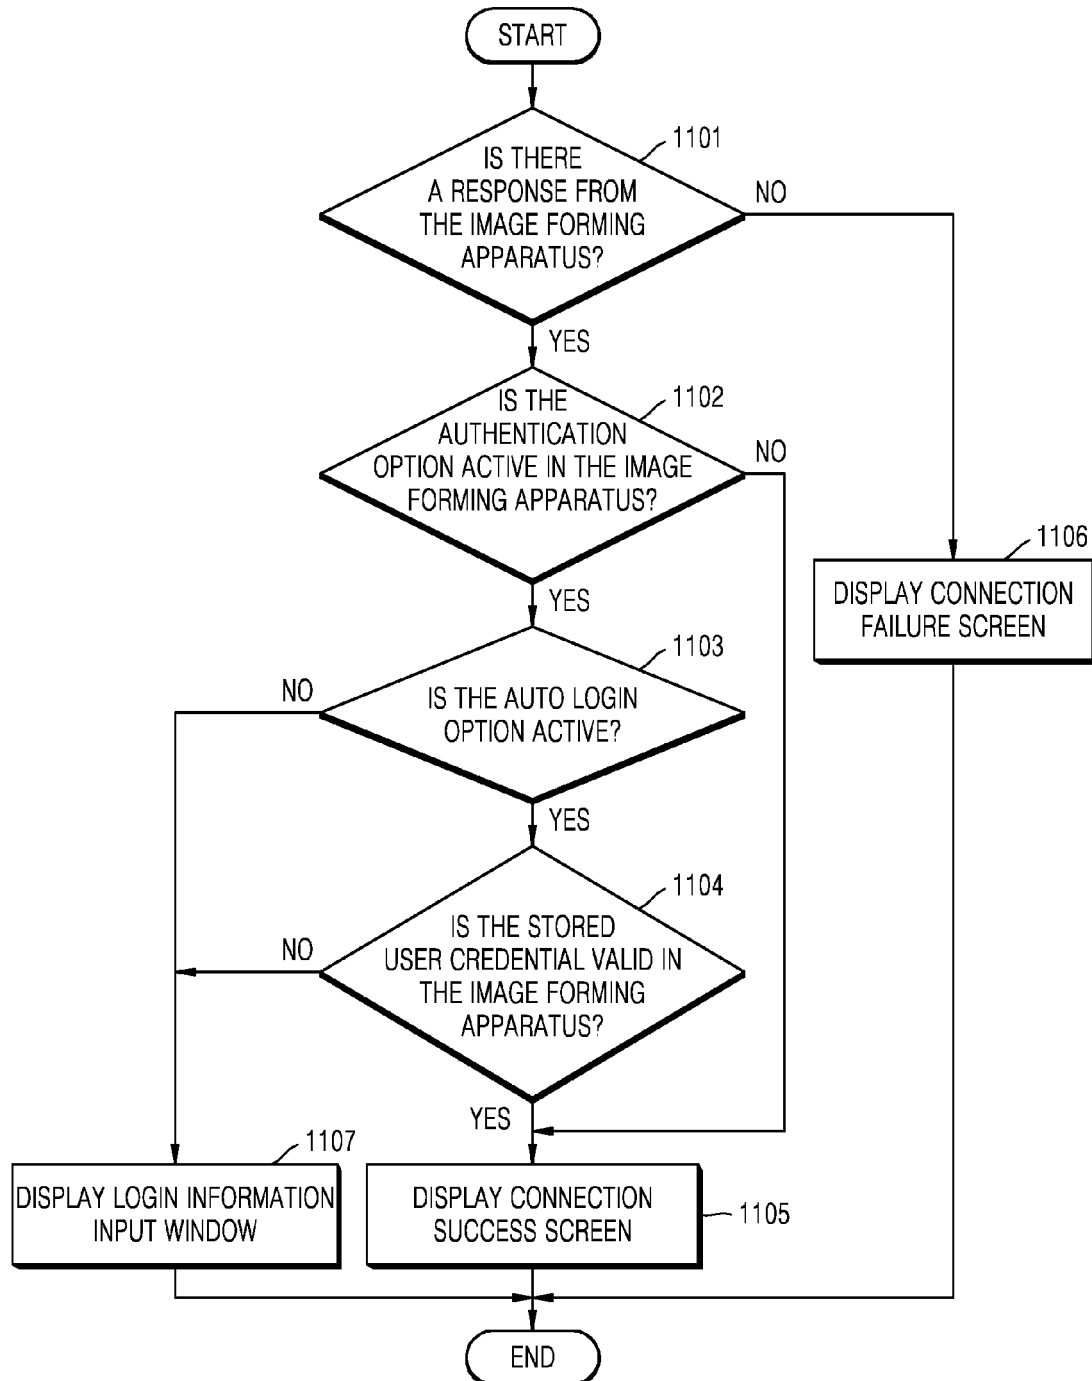 START
1101
IS THERE
A RESPONSE FROM
THE IMAGE FORMING
APPARATUS?
NO
YES
1102
IS THE
AUTHENTICATION
OPTION ACTIVE IN THE IMAGE
FORMING APPARATUS?
NO
YES
1106
DISPLAY CONNECTION
FAILURE SCREEN
1103
IS THE AUTO LOGIN
OPTION ACTIVE?
NO
YES
1104
IS THE STORED
USER CREDENTIAL VALID IN
THE IMAGE FORMING
APPARATUS?
NO
YES
1107
DISPLAY LOGIN INFORMATION
INPUT WINDOW
DISPLAY CONNECTION
SUCCESS SCREEN
1105
END